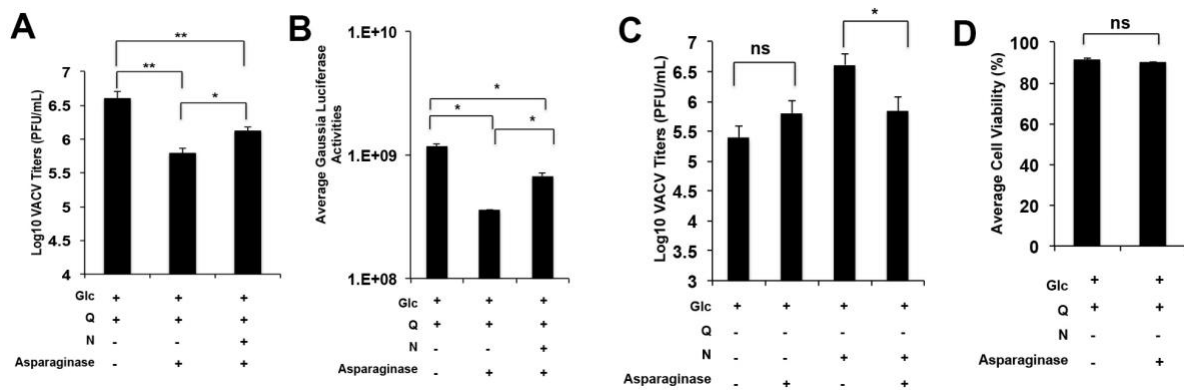 A
**
**
*
Log10 VACV Titers (PFU/mL)
7
6.5
6
5.5
5
4.5
4
Glc + + +
Q + + +
N - - +
Asparaginase - + +
B
*
*
*
Average Gaussia Luciferase
Activities
1.E+10
1.E+09
1.E+08
Glc + + +
Q + + +
N - - +
Asparaginase - + +
C
ns
*
Log10 VACV Titers (PFU/mL)
7
6.5
6
5.5
5
4.5
4
3.5
3
Glc + + + +
Q - - - -
N - - + +
Asparaginase - + - +
D
ns
Average Cell Viability (%)
100
80
60
40
20
0
Glc + +
Q + +
N - -
Asparaginase - +